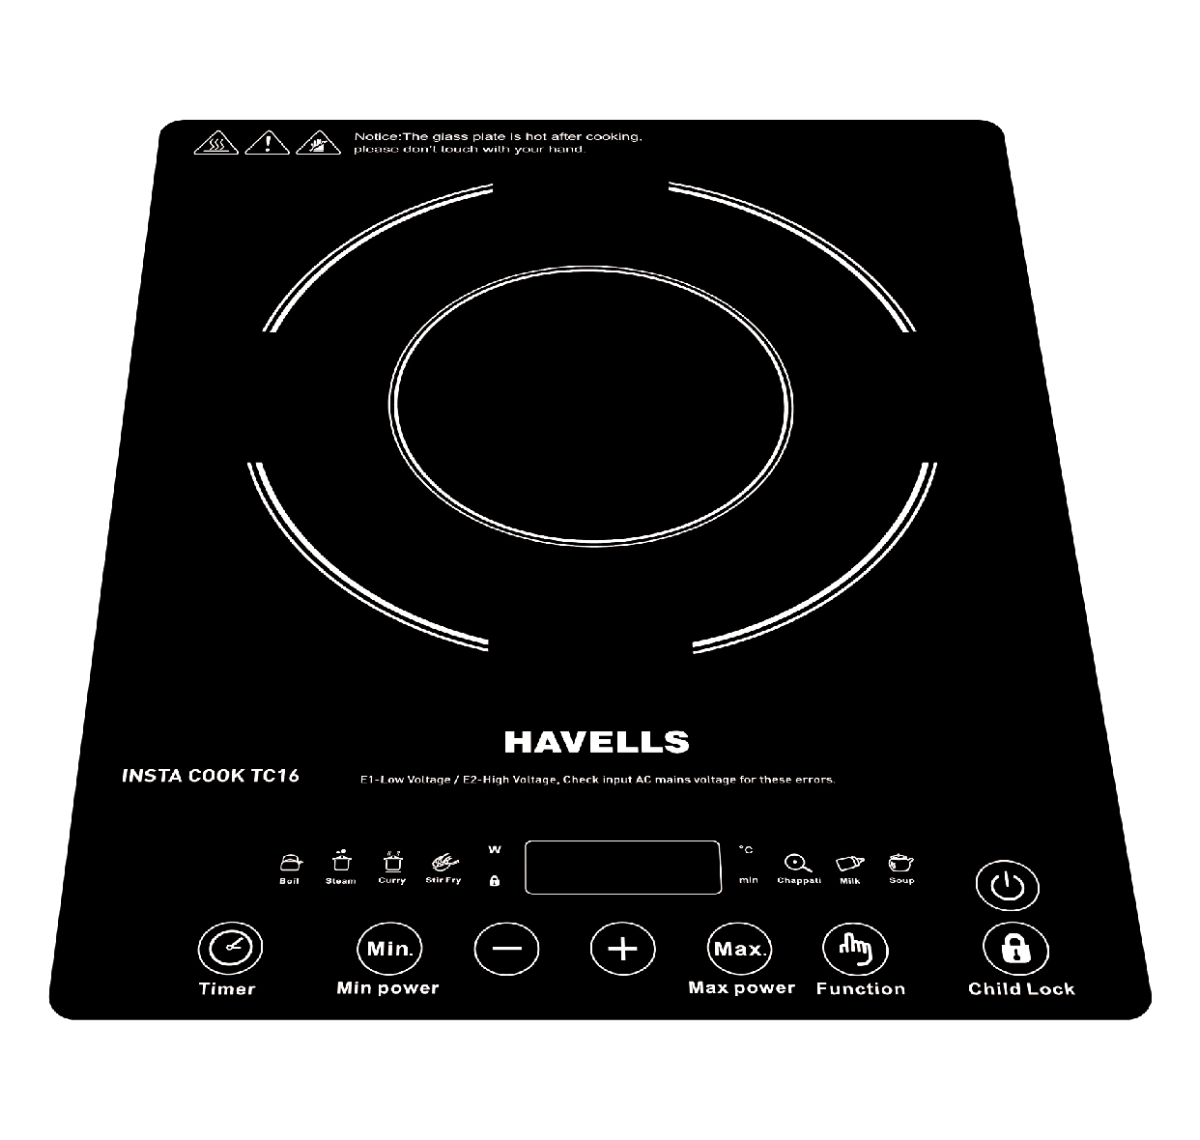 Notice:The glass plate is hot after cooking,
please don't touch with your hand.
HAVELLS
INSTA COOK TC16
E1-Low Voltage / E2-High Voltage, Check input AC mains voltage for these errors.
W °C
Boil Steam Curry Stir Fry min Chappati Milk Soup
Min. Max.
Timer Min power Max power Function Child Lock